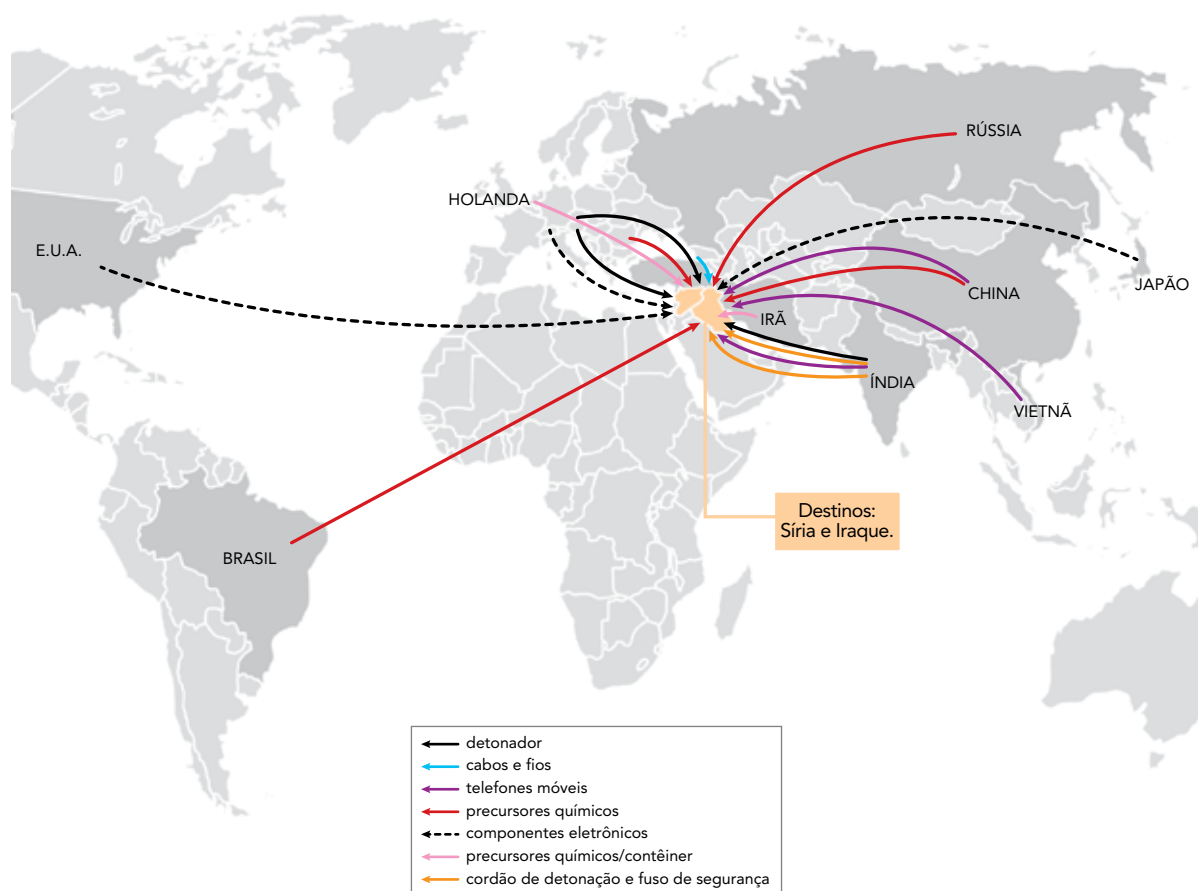 RÚSSIA
HOLANDA
E.U.A.
JAPÃO
CHINA
IRÃ
ÍNDIA
VIETNÃ
Destinos:
Síria e Iraque.
BRASIL
detonador
cabos e fios
telefones móveis
precursores químicos
componentes eletrônicos
precursores químicos/contêiner
cordão de detonação e fuso de segurança